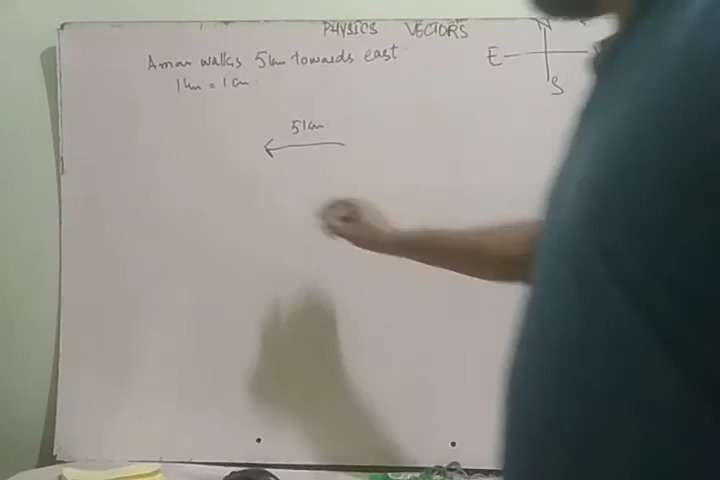 PHYSICS VECTORS
Aman walks 5km towards east
1km = 1cm
N
E
S
5km